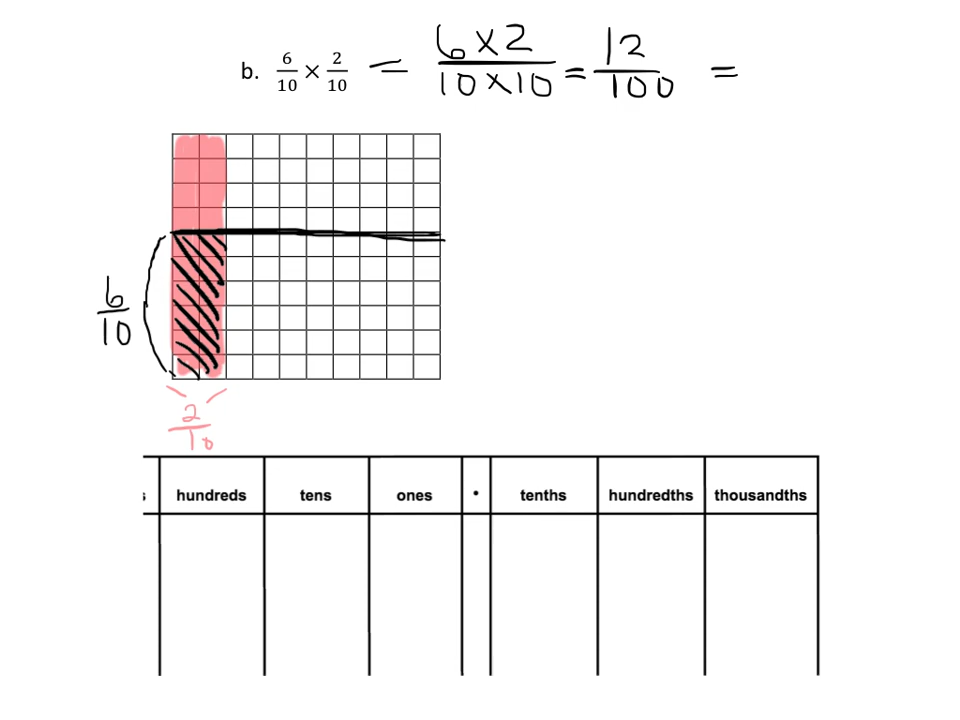 b. 6/10 × 2/10 = 6×2/10×10 = 12/100 =
6/10
2/10
s hundreds tens ones • tenths hundredths thousandths